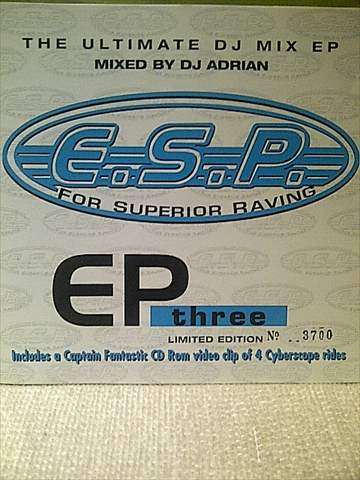 THE ULTIMATE DJ MIX EP
MIXED BY DJ ADRIAN
E.S.P.
FOR SUPERIOR RAVING
EP
three
LIMITED EDITION Nº ..3700
Includes a Captain Fantastic CD Rom video clip of 4 Cyberscope rides